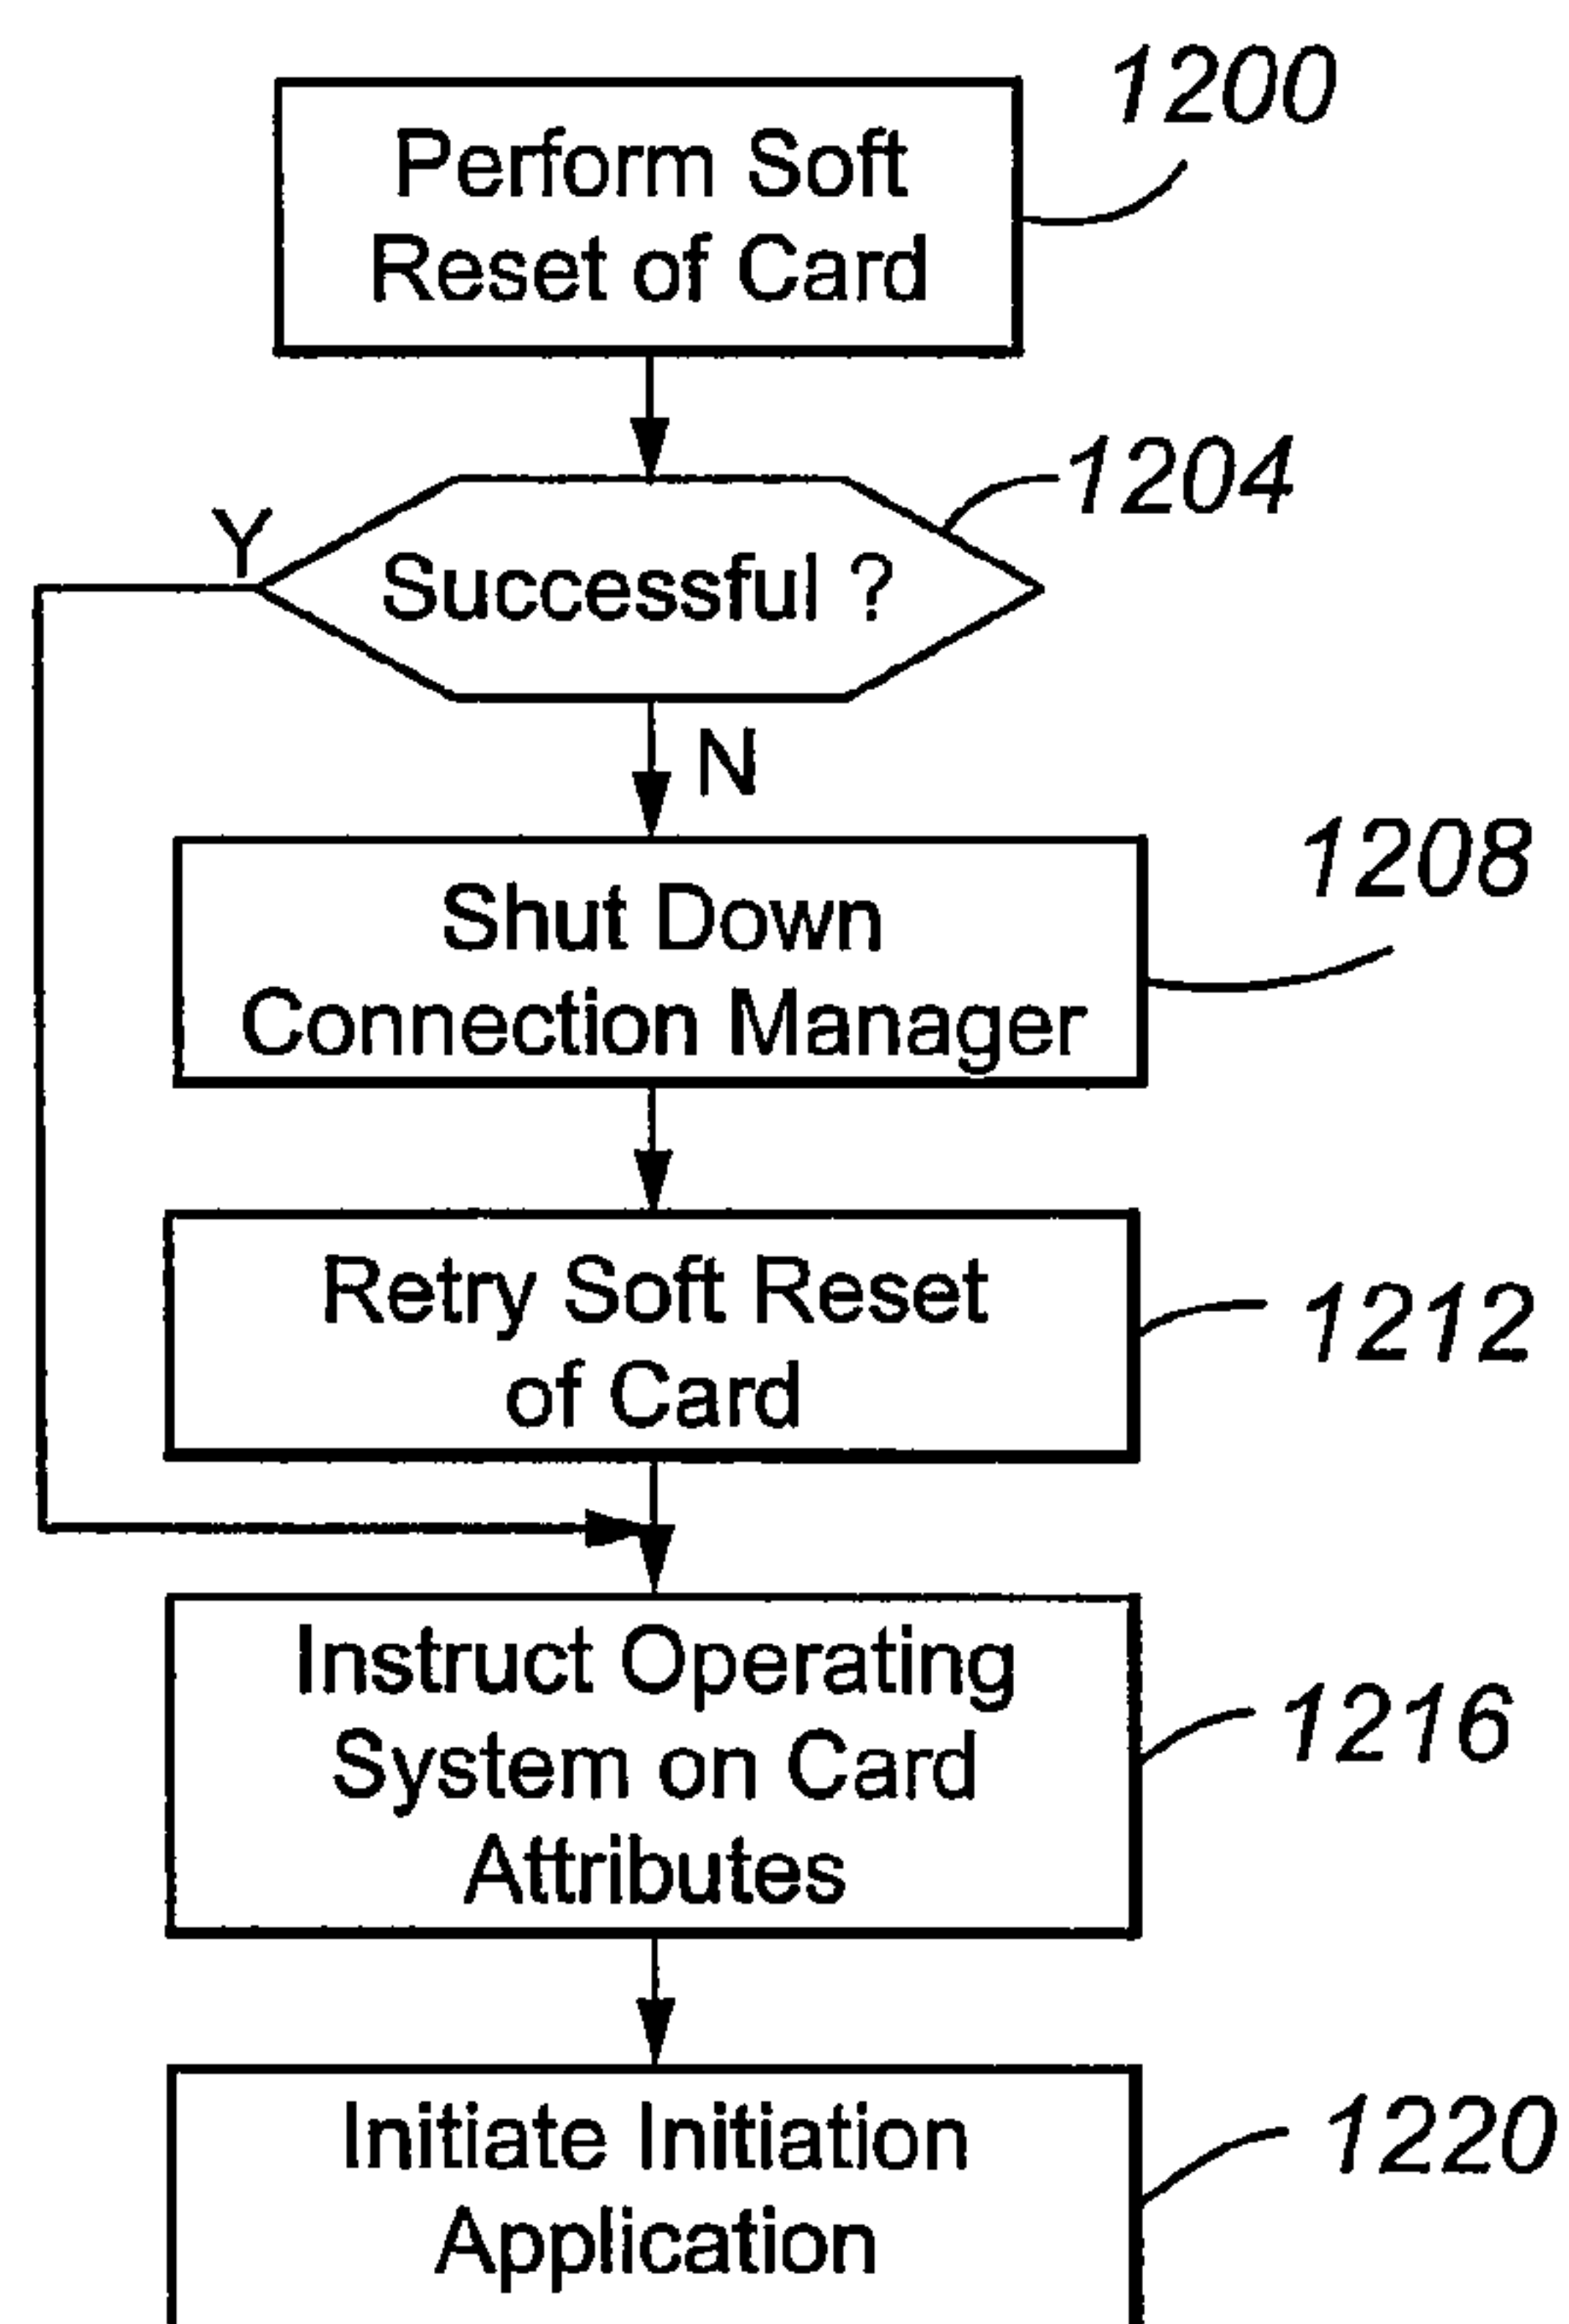 1200
Perform Soft
Reset of Card
1204
Y
Successful ?
N
1208
Shut Down
Connection Manager
Retry Soft Reset
of Card
1212
Instruct Operating
System on Card
Attributes
1216
Initiate Initiation
Application
1220